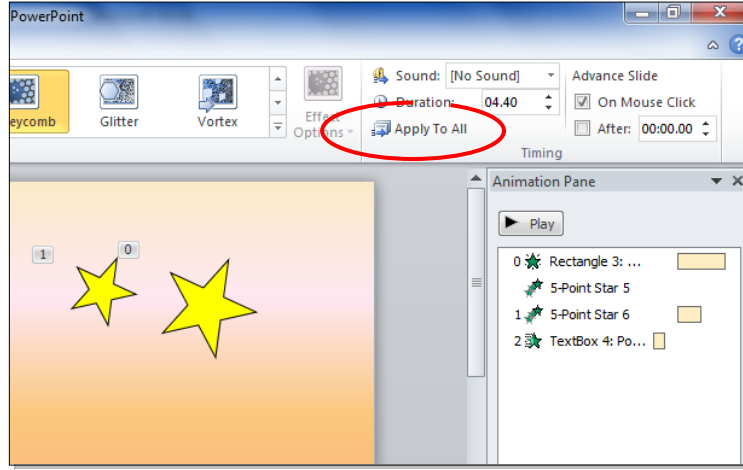 PowerPoint
Sound: [No Sound] Advance Slide
Duration: 04.40 On Mouse Click
eycomb Glitter Vortex Effect Options Apply To All After: 00:00.00
Timing
Animation Pane
Play
0 Rectangle 3: ...
5-Point Star 5
1 5-Point Star 6
2 TextBox 4: Po...
1 0